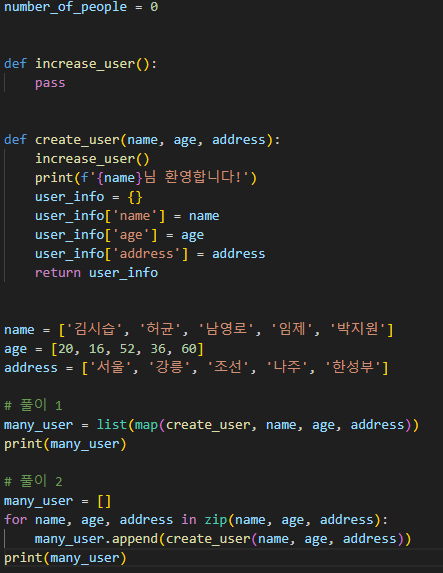 number_of_people = 0
def increase_user():
    pass
def create_user(name, age, address):
    increase_user()
    print(f'{name}님 환영합니다!')
    user_info = {}
    user_info['name'] = name
    user_info['age'] = age
    user_info['address'] = address
    return user_info
name = ['김시습', '허균', '남영로', '임제', '박지원']
age = [20, 16, 52, 36, 60]
address = ['서울', '강릉', '조선', '나주', '한성부']
# 풀이 1
many_user = list(map(create_user, name, age, address))
print(many_user)
# 풀이 2
many_user = []
for name, age, address in zip(name, age, address):
    many_user.append(create_user(name, age, address))
print(many_user)